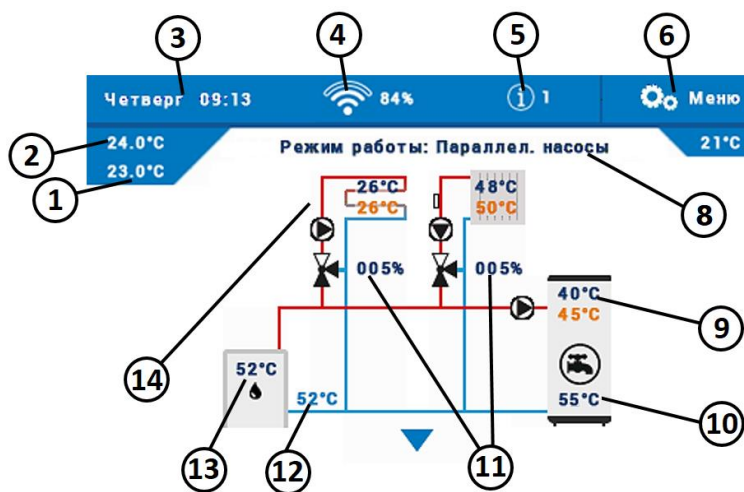 3 4 5 6
Четверг 09:13 84% i 1 Меню
2 24.0°C 21°C
1 23.0°C
Режим работы: Параллел. насосы
8
26°C 48°C
26°C 50°C
005% 005%
40°C 9
45°C
14
52°C
52°C 55°C 10
13 12 11